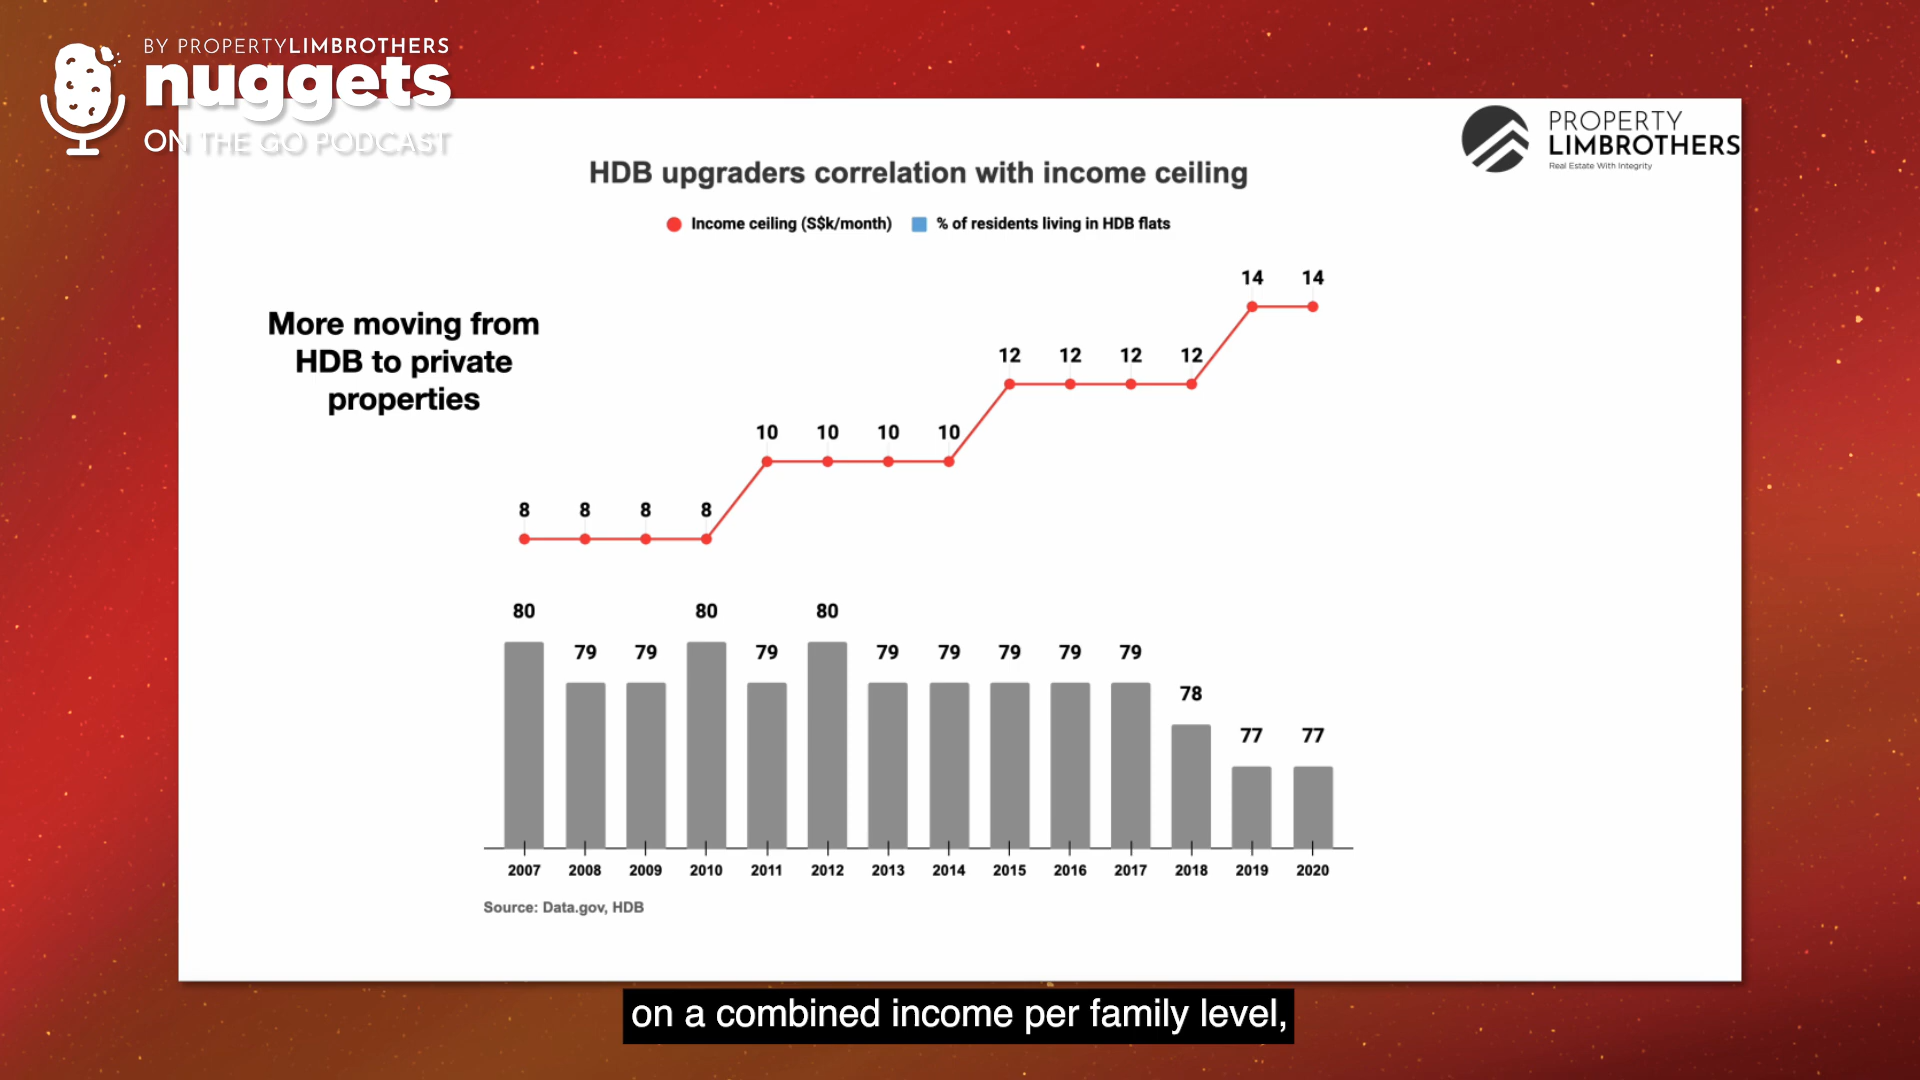 BY PROPERTYLIMBROTHERS
nuggets
ON THE GO PODCAST
PROPERTY
LIMBROTHERS
Real Estate With Integrity
HDB upgraders correlation with income ceiling
Income ceiling (S$k/month) % of residents living in HDB flats
More moving from
HDB to private
properties
14 14
12 12 12 12
10 10 10 10
8 8 8 8
80 80 80
79 79 79 79 79 79 79 79
78
77 77
2007 2008 2009 2010 2011 2012 2013 2014 2015 2016 2017 2018 2019 2020
Source: Data.gov, HDB
on a combined income per family level,